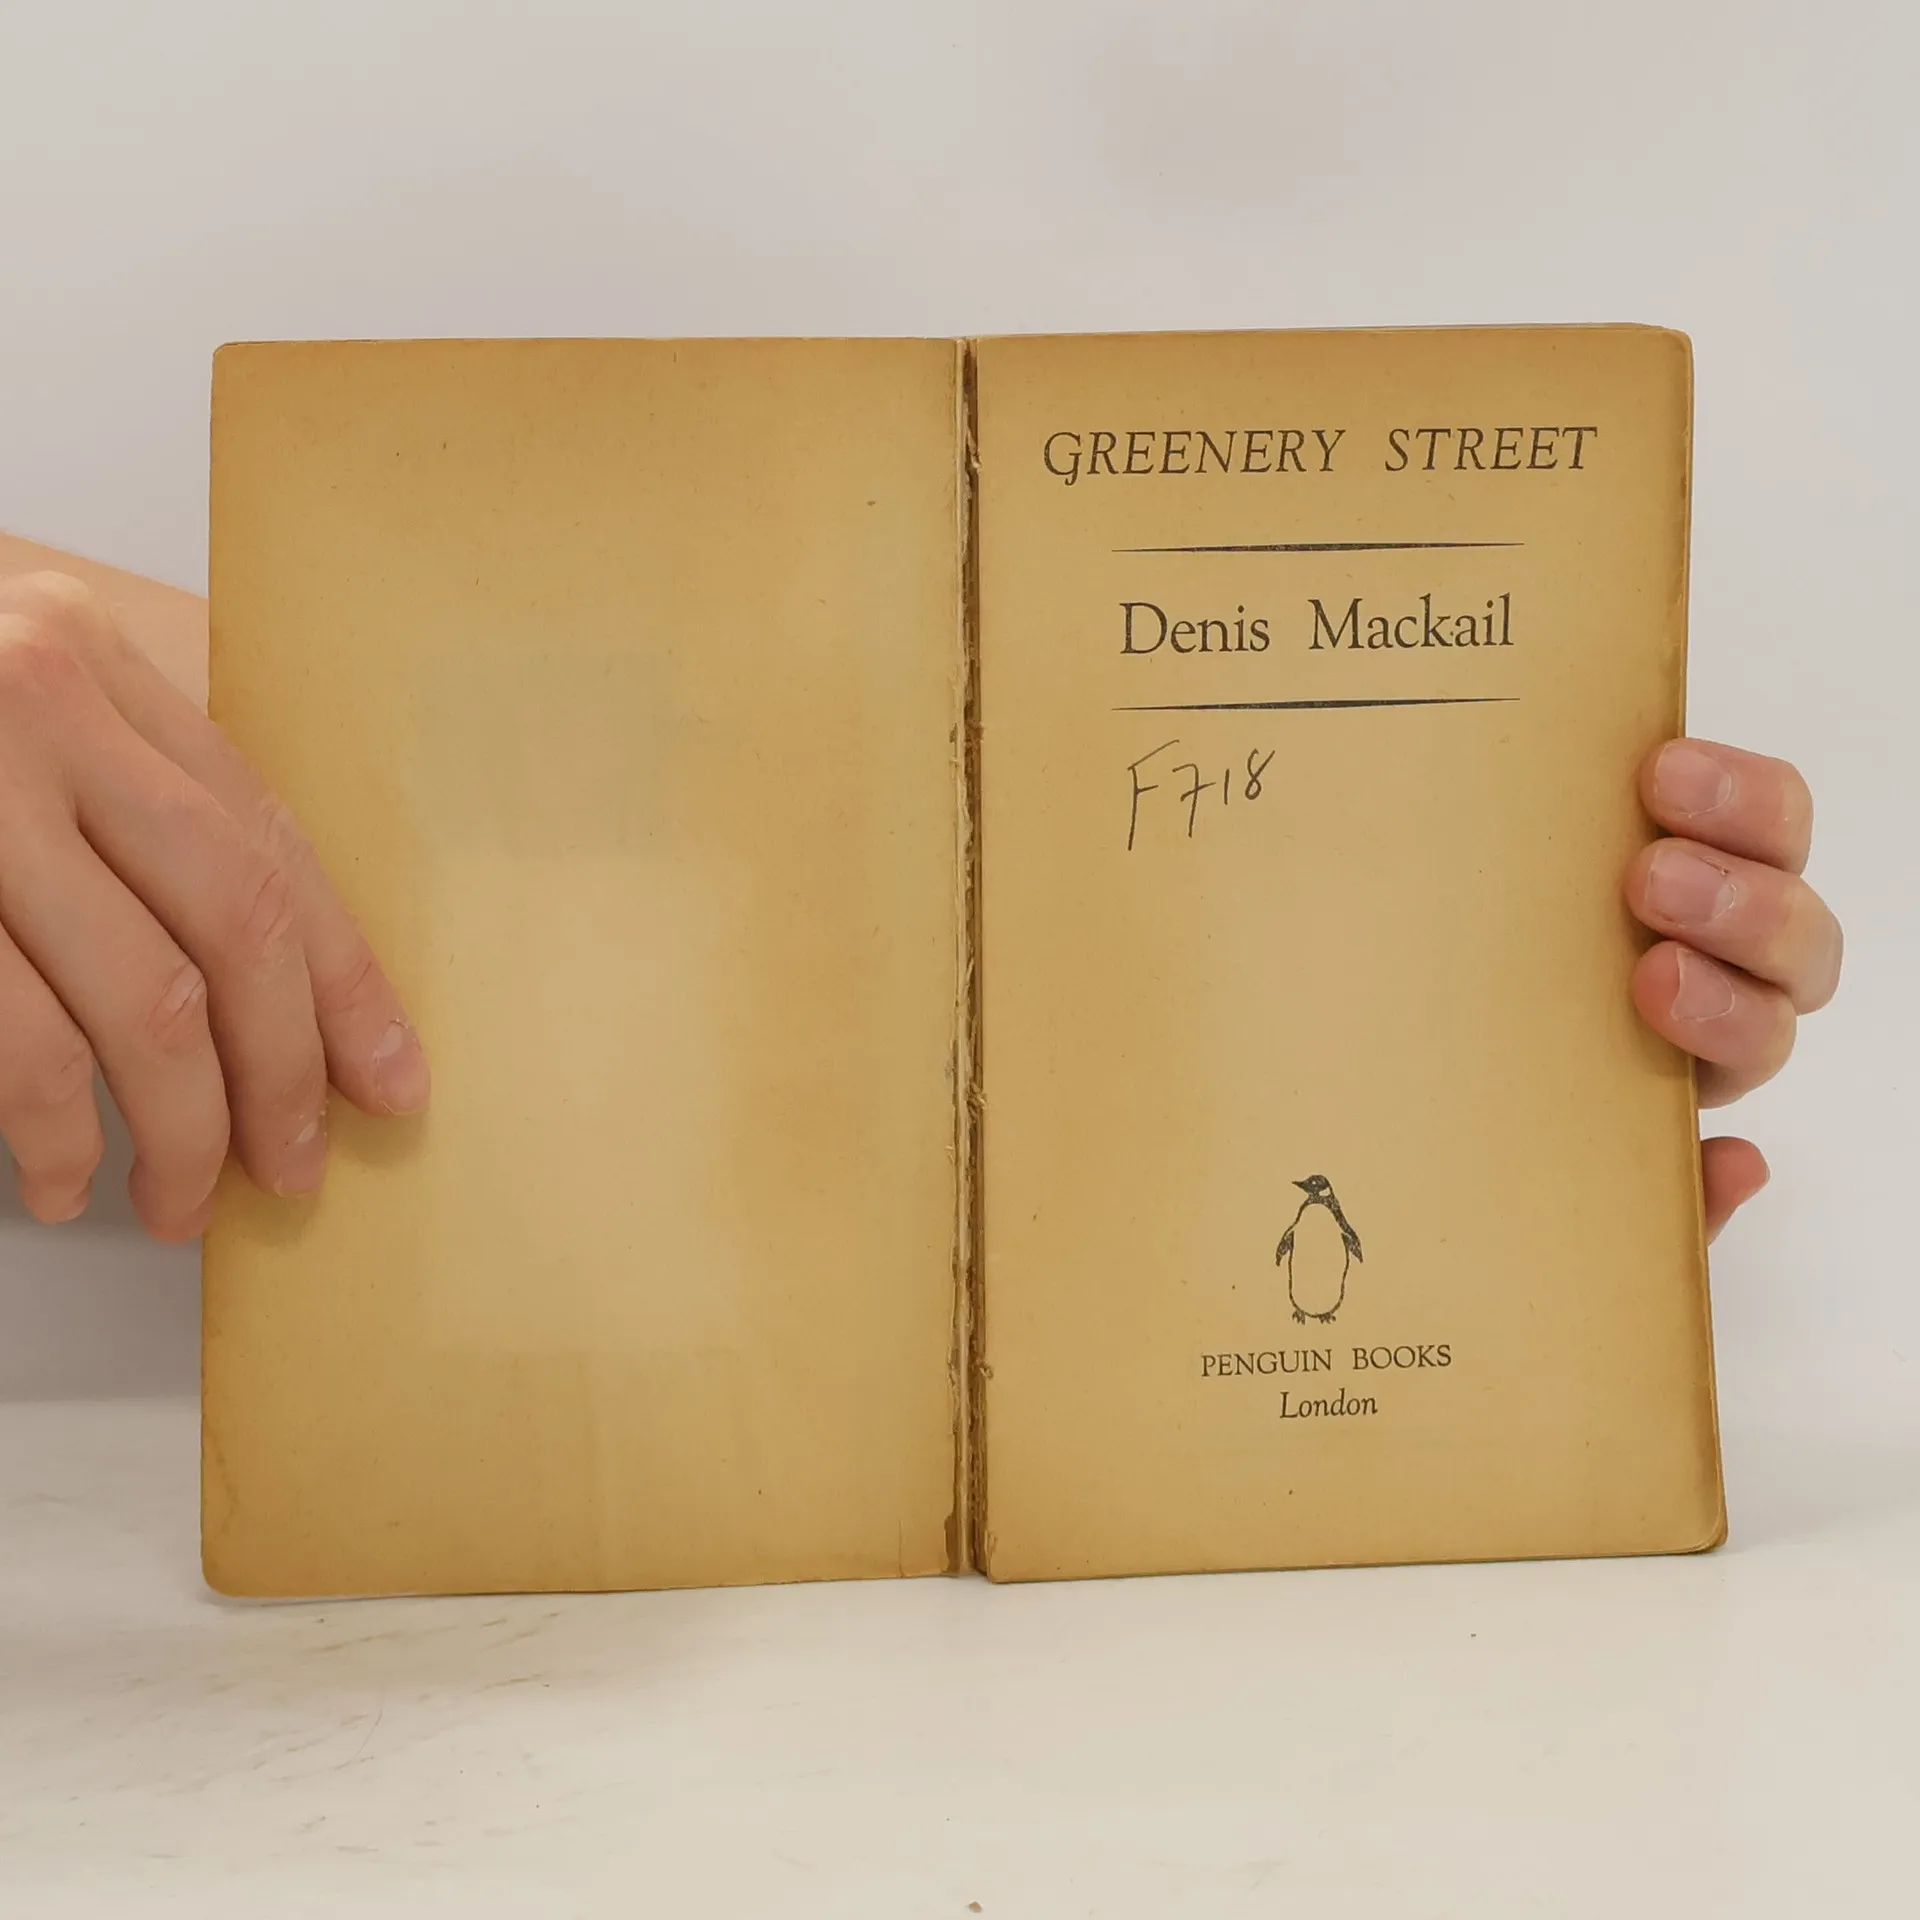 GREENERY STREET
Denis Mackail
F718
PENGUIN BOOKS
London